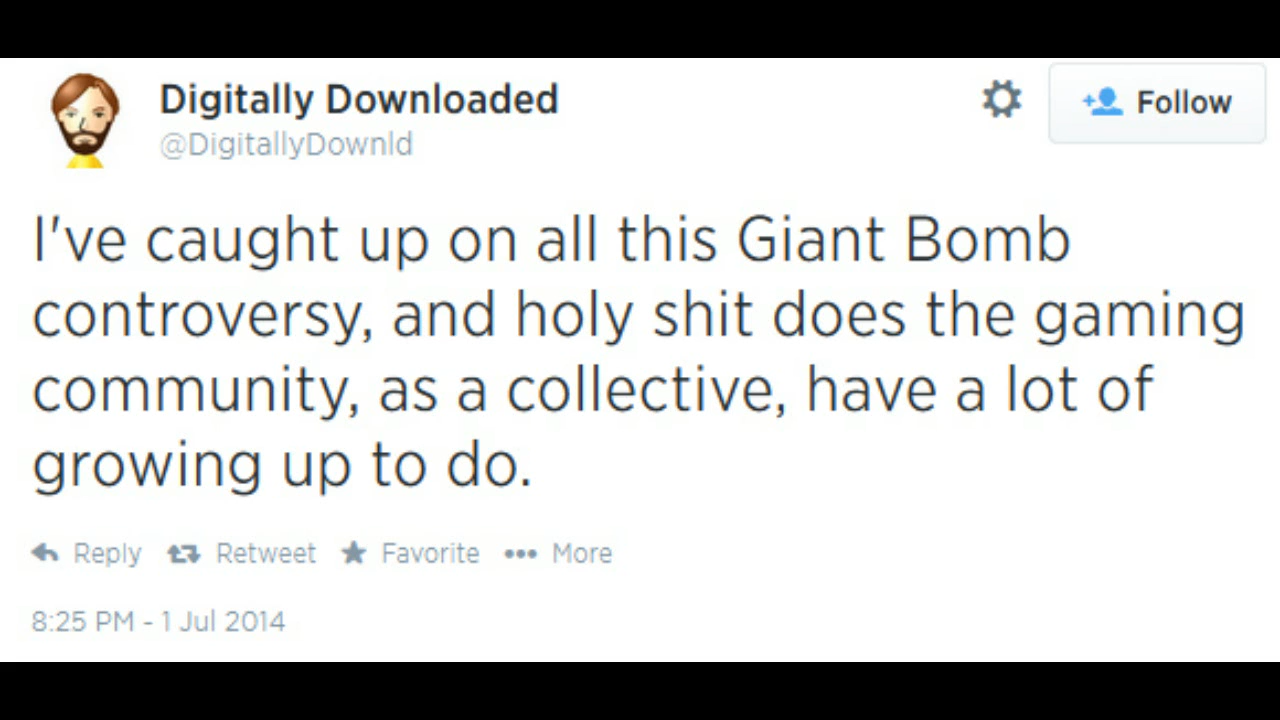 Digitally Downloaded
@DigitallyDownld
Follow
I've caught up on all this Giant Bomb
controversy, and holy shit does the gaming
community, as a collective, have a lot of
growing up to do.
Reply Retweet Favorite More
8:25 PM - 1 Jul 2014